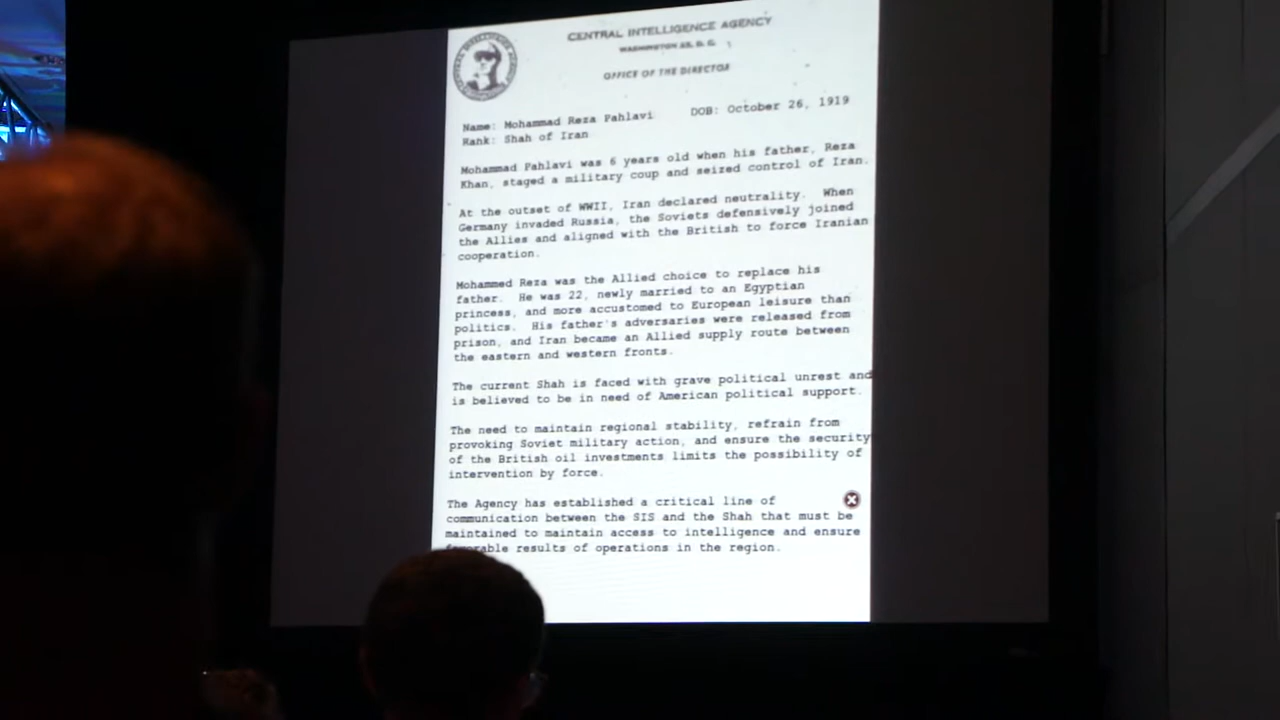 CENTRAL INTELLIGENCE AGENCY
WASHINGTON 25, D. C.
OFFICE OF THE DIRECTOR
Name: Mohammad Reza Pahlavi DOB: October 26, 1919
Rank: Shah of Iran
Mohammad Pahlavi was 6 years old when his father, Reza
Khan, staged a military coup and seized control of Iran.
At the outset of WWII, Iran declared neutrality. When
Germany invaded Russia, the Soviets defensively joined
the Allies and aligned with the British to force Iranian
cooperation.
Mohammed Reza was the Allied choice to replace his
father. He was 22, newly married to an Egyptian
princess, and more accustomed to European leisure than
politics. His father's adversaries were released from
prison, and Iran became an Allied supply route between
the eastern and western fronts.
The current Shah is faced with grave political unrest and
is believed to be in need of American political support.
The need to maintain regional stability, refrain from
provoking Soviet military action, and ensure the security
of the British oil investments limits the possibility of
intervention by force.
The Agency has established a critical line of
communication between the SIS and the Shah that must be
maintained to maintain access to intelligence and ensure
favorable results of operations in the region.